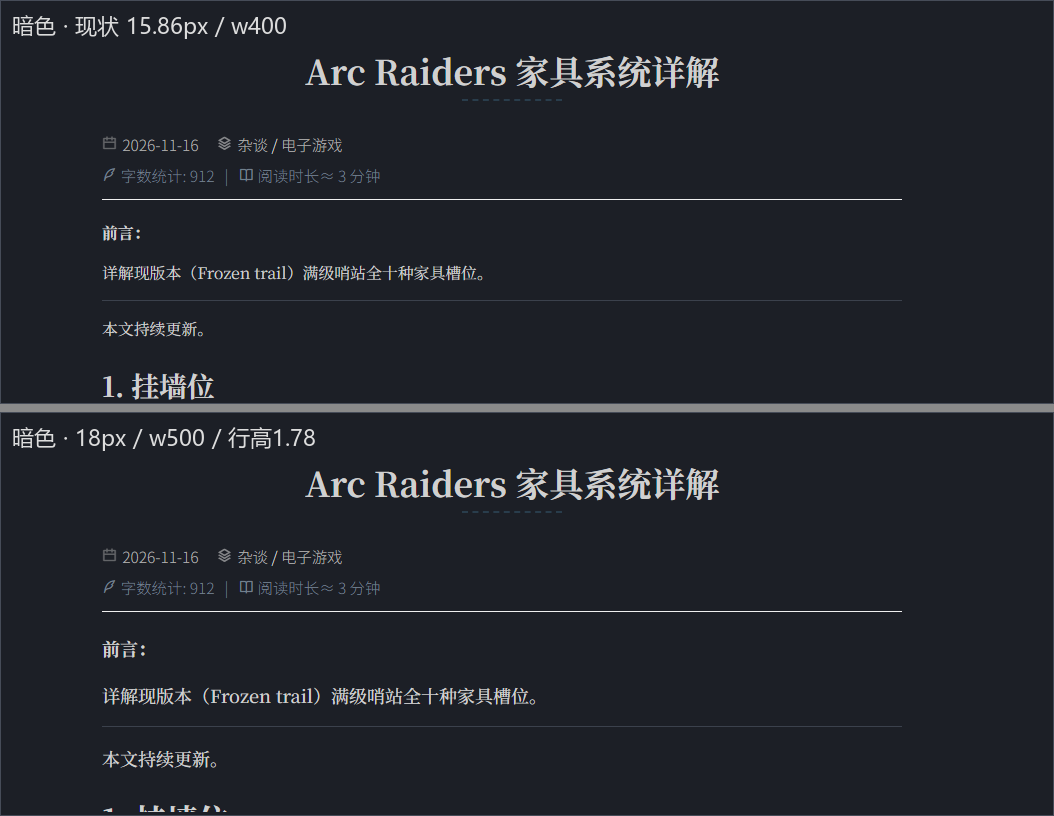 暗色 · 现状 15.86px / w400
Arc Raiders 家具系统详解
2026-11-16 杂谈 / 电子游戏
字数统计: 912 | 阅读时长≈ 3 分钟
前言：
详解现版本（Frozen trail）满级哨站全十种家具槽位。
本文持续更新。
1. 挂墙位
暗色 · 18px / w500 / 行高1.78
Arc Raiders 家具系统详解
2026-11-16 杂谈 / 电子游戏
字数统计: 912 | 阅读时长≈ 3 分钟
前言：
详解现版本（Frozen trail）满级哨站全十种家具槽位。
本文持续更新。